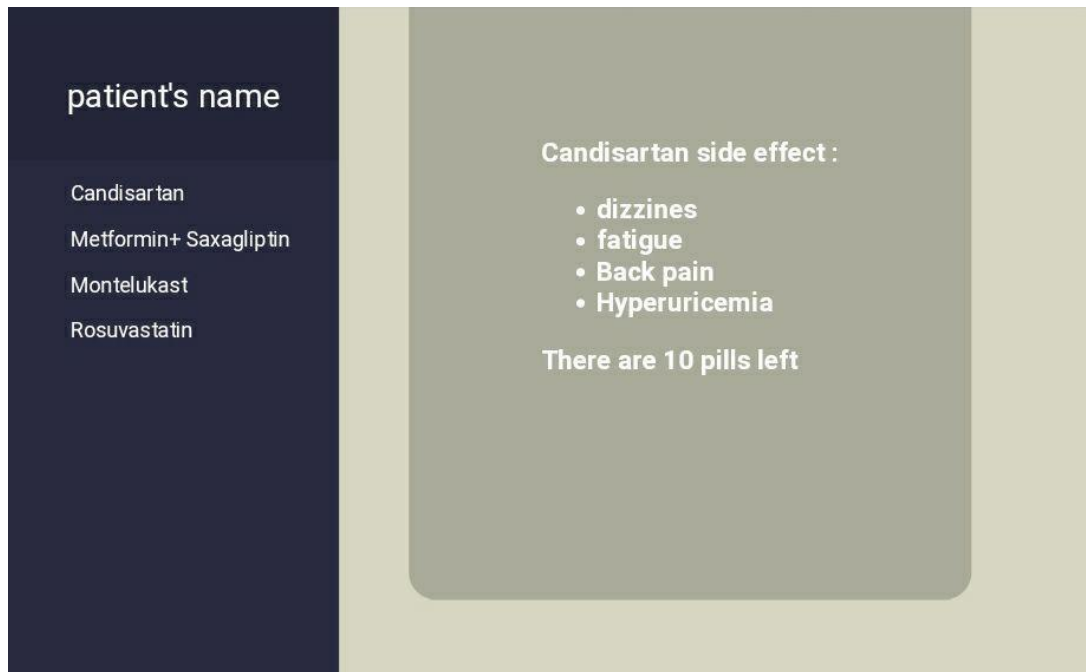 patient's name
Candisartan
Metformin+ Saxagliptin
Montelukast
Rosuvastatin
Candisartan side effect :
• dizzines
• fatigue
• Back pain
• Hyperuricemia
There are 10 pills left